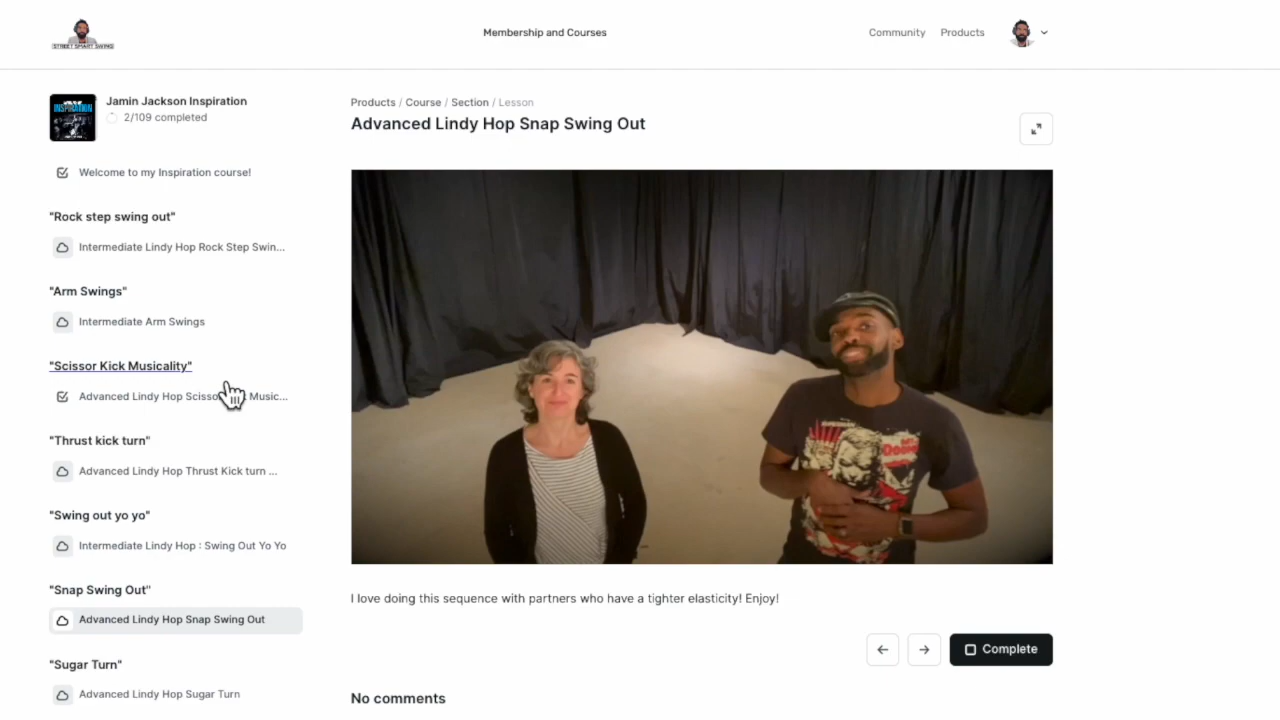 STREET SMART SWING
Membership and Courses
Community
Products
INSPIRATION
Jamin Jackson Inspiration
2/109 completed
Welcome to my Inspiration course!
"Rock step swing out"
Intermediate Lindy Hop Rock Step Swin...
"Arm Swings"
Intermediate Arm Swings
"Scissor Kick Musicality"
Advanced Lindy Hop Music...
"Thrust kick turn"
Advanced Lindy Hop Thrust Kick turn ...
"Swing out yo yo"
Intermediate Lindy Hop : Swing Out Yo Yo
"Snap Swing Out"
Advanced Lindy Hop Snap Swing Out
"Sugar Turn"
Advanced Lindy Hop Sugar Turn
Products / Course / Section / Lesson
Advanced Lindy Hop Snap Swing Out
I love doing this sequence with partners who have a tighter elasticity! Enjoy!
Complete
No comments